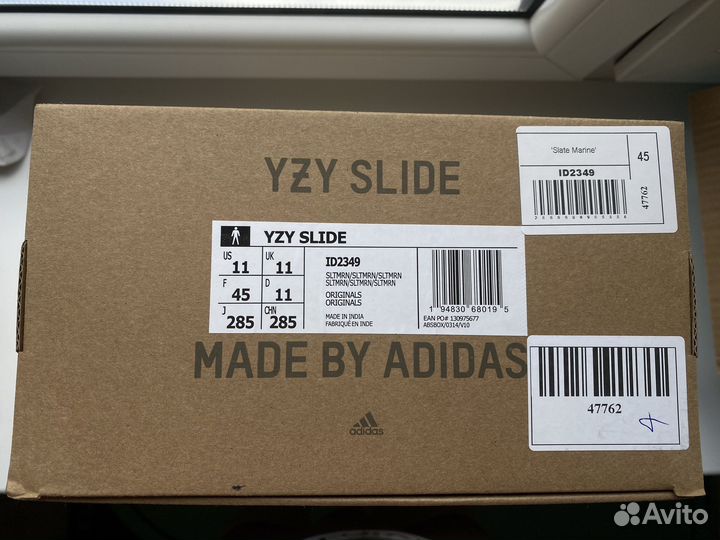 YZY SLIDE
'Slate Marine'
45
ID2349
47762
YZY SLIDE
US 11
UK 11
F 45
D 11
J 285
CHN 285
ID2349
SLTMRN/SLTMRN/SLTMRN
SLTMRN/SLTMRN/SLTMRN
ORIGINALS
ORIGINALS
MADE IN INDIA
FABRIQUÉ EN INDE
1 94830 68019 5
EAN PO# 130975677
ABSBOX/0314/V10
MADE BY ADIDAS
adidas
47762
Avito